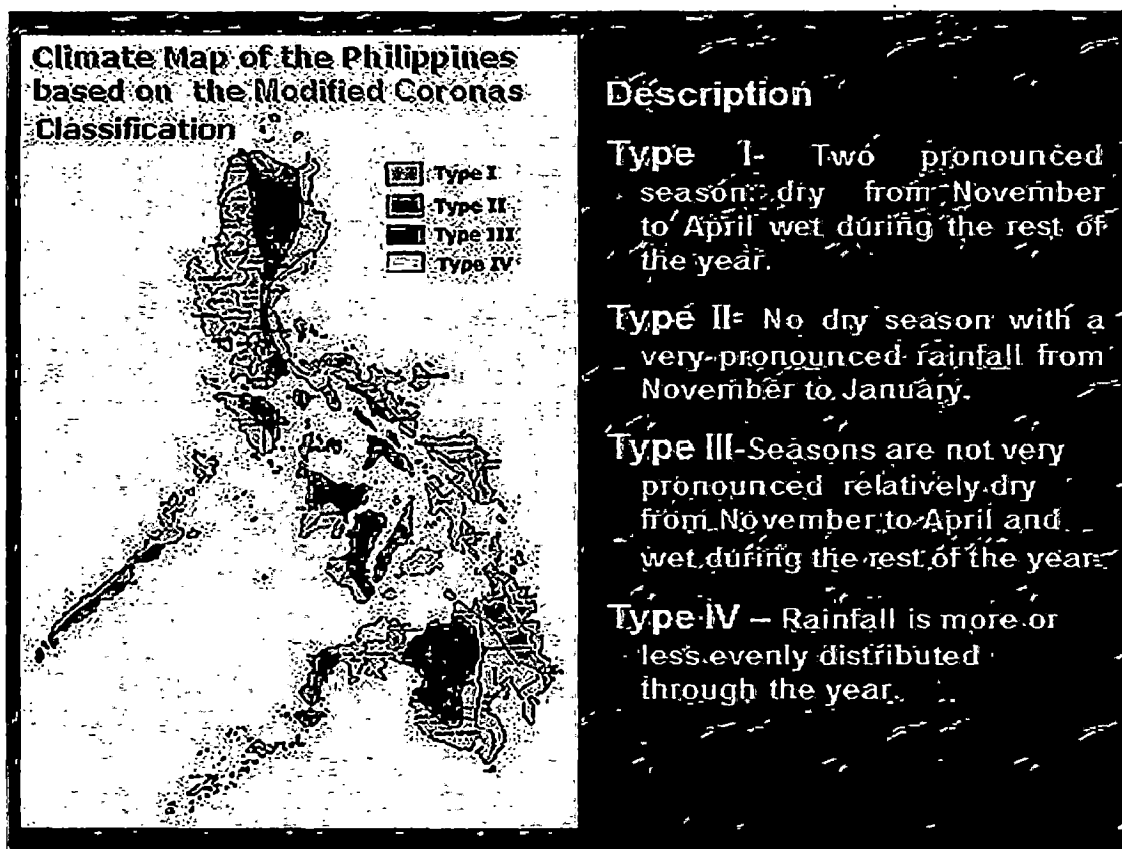 Climate Map of the Philippines
based on the Modified Coronas
Classification
Type I
Type II
Type III
Type IV
Description
Type I- Two pronounced
season: dry from November
to April wet during the rest of
the year.
Type II- No dry season with a
very pronounced rainfall from
November to January.
Type III-Seasons are not very
pronounced relatively dry
from November to April and
wet during the rest of the year
Type IV – Rainfall is more or
less evenly distributed
through the year.